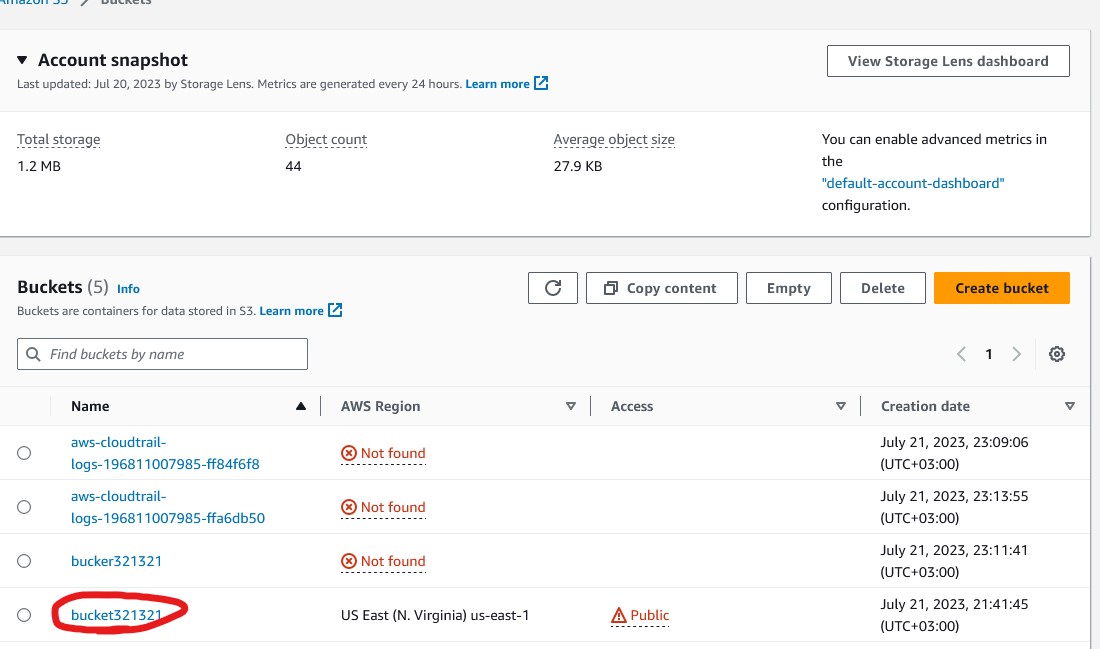 Amazon S3 > Buckets
▼ Account snapshot
Last updated: Jul 20, 2023 by Storage Lens. Metrics are generated every 24 hours. Learn more
View Storage Lens dashboard
Total storage
1.2 MB
Object count
44
Average object size
27.9 KB
You can enable advanced metrics in
the
"default-account-dashboard"
configuration.
Buckets (5) Info
Buckets are containers for data stored in S3. Learn more
Copy content
Empty
Delete
Create bucket
Find buckets by name
1
Name
AWS Region
Access
Creation date
aws-cloudtrail-
logs-196811007985-ff84f6f8
Not found
July 21, 2023, 23:09:06
(UTC+03:00)
aws-cloudtrail-
logs-196811007985-ffa6db50
Not found
July 21, 2023, 23:13:55
(UTC+03:00)
bucker321321
Not found
July 21, 2023, 23:11:41
(UTC+03:00)
bucket321321
US East (N. Virginia) us-east-1
Public
July 21, 2023, 21:41:45
(UTC+03:00)